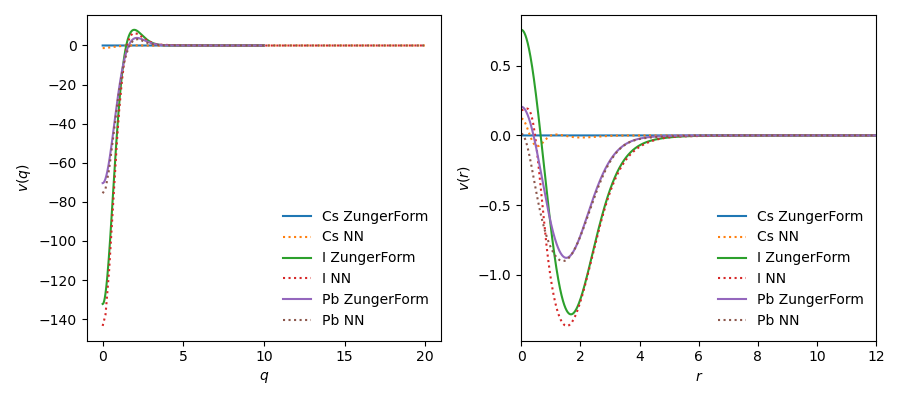 0
−20
−40
−60
−80
−100
−120
−140
v(q)
0
5
10
15
20
q
Cs ZungerForm
Cs NN
I ZungerForm
I NN
Pb ZungerForm
Pb NN
0.5
0.0
−0.5
−1.0
v(r)
0
2
4
6
8
10
12
r
Cs ZungerForm
Cs NN
I ZungerForm
I NN
Pb ZungerForm
Pb NN